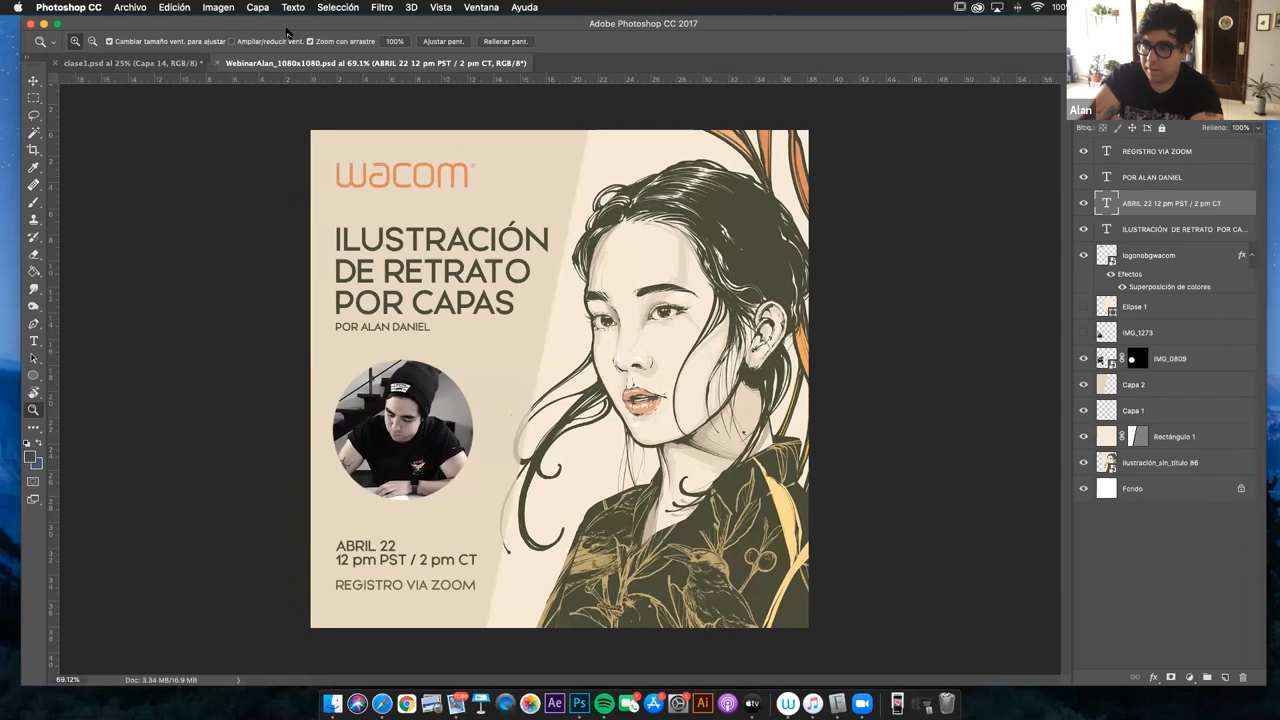 Photoshop CC Archivo Edición Imagen Capa Texto Selección Filtro 3D Vista Ventana Ayuda 100%
Adobe Photoshop CC 2017
Cambiar tamaño vent. para ajustar Ampliar/reducir vent. Zoom con arrastre 100% Ajustar pant. Rellenar pant.
clase1.psd al 25% (Capa 14, RGB/8) * WebinarAlan_1080x1080.psd al 69.1% (ABRIL 22 12 pm PST / 2 pm CT, RGB/8*)
Alan
Bloq.: Relleno: 100%
REGISTRO VIA ZOOM
POR ALAN DANIEL
ABRIL 22 12 pm PST / 2 pm CT
ILUSTRACIÓN DE RETRATO POR CA...
logonobgwacom fx
Efectos
Superposición de colores
Elipse 1
IMG_1273
IMG_0809
Capa 2
Capa 1
Rectángulo 1
Ilustración_sin_título 86
Fondo
wacom
ILUSTRACIÓN
DE RETRATO
POR CAPAS
POR ALAN DANIEL
ABRIL 22
12 pm PST / 2 pm CT
REGISTRO VIA ZOOM
69.12% Doc: 3.34 MB/16.9 MB